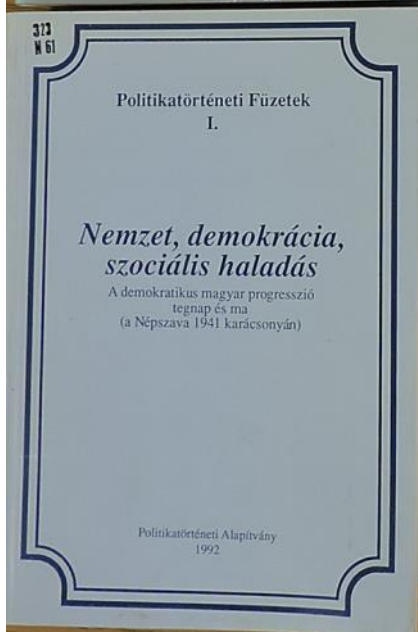 323
N 61
Politikatörténeti Füzetek
I.
Nemzet, demokrácia,
szociális haladás
A demokratikus magyar progresszió
tegnap és ma
(a Népszava 1941 karácsonyán)
Politikatörténeti Alapítvány
1992